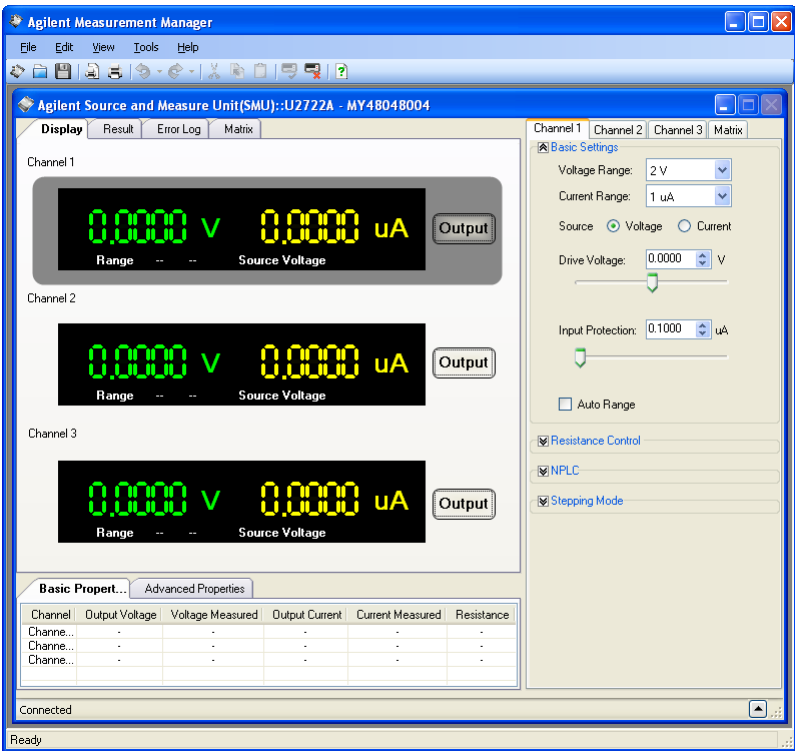 Agilent Measurement Manager
File Edit View Tools Help
Agilent Source and Measure Unit(SMU)::U2722A - MY48048004
Display Result Error Log Matrix
Channel 1
0.0000 V 0.0000 uA Output
Range -- -- Source Voltage
Channel 2
0.0000 V 0.0000 uA Output
Range -- -- Source Voltage
Channel 3
0.0000 V 0.0000 uA Output
Range -- -- Source Voltage
Basic Propert... Advanced Properties
Channel Output Voltage Voltage Measured Output Current Current Measured Resistance
Channe... - - - - -
Channe... - - - - -
Channe... - - - - -
Channel 1 Channel 2 Channel 3 Matrix
Basic Settings
Voltage Range: 2 V
Current Range: 1 uA
Source Voltage Current
Drive Voltage: 0.0000 V
Input Protection: 0.1000 uA
Auto Range
Resistance Control
NPLC
Stepping Mode
Connected
Ready